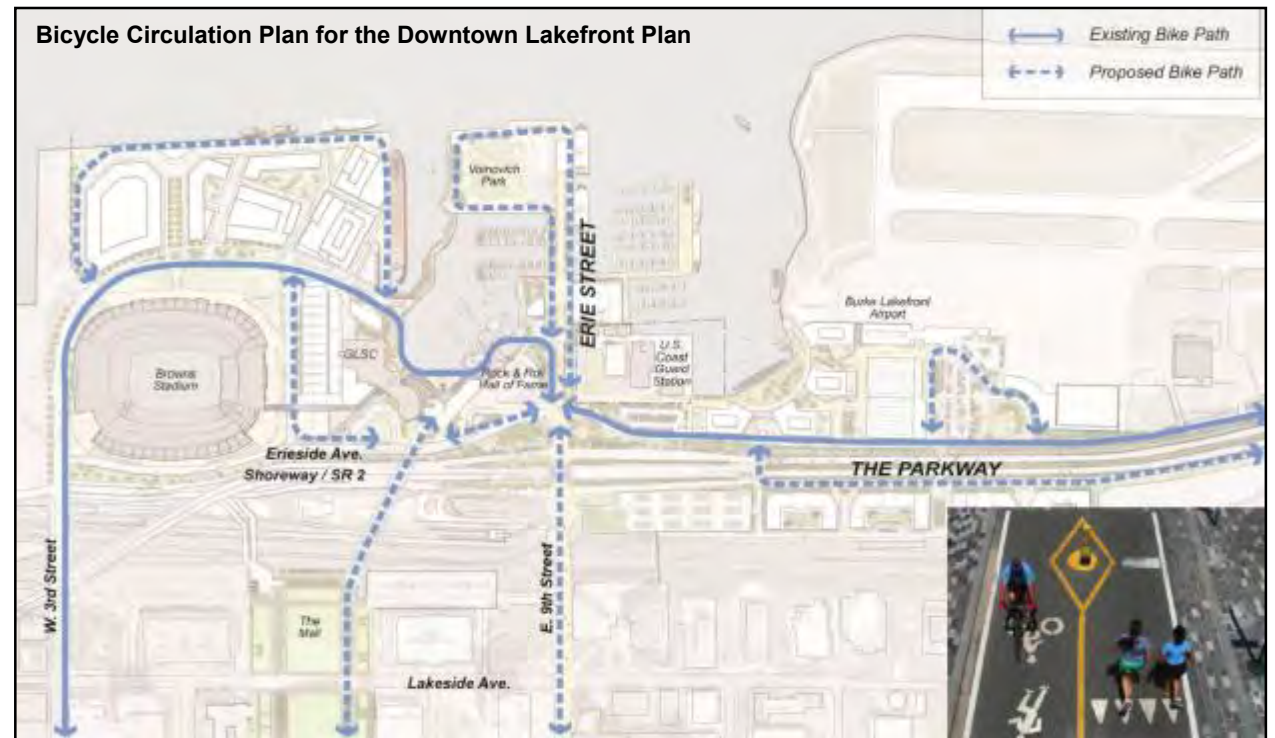 Bicycle Circulation Plan for the Downtown Lakefront Plan
Existing Bike Path
Proposed Bike Path
Voinovich
Park
ERIE STREET
Burke Lakefront
Airport
GLSC
Browns
Stadium
Rock & Roll
Hall of Fame
U.S.
Coast
Guard
Station
Erieside Ave.
Shoreway / SR 2
THE PARKWAY
W. 3rd Street
E. 9th Street
The
Mall
Lakeside Ave.